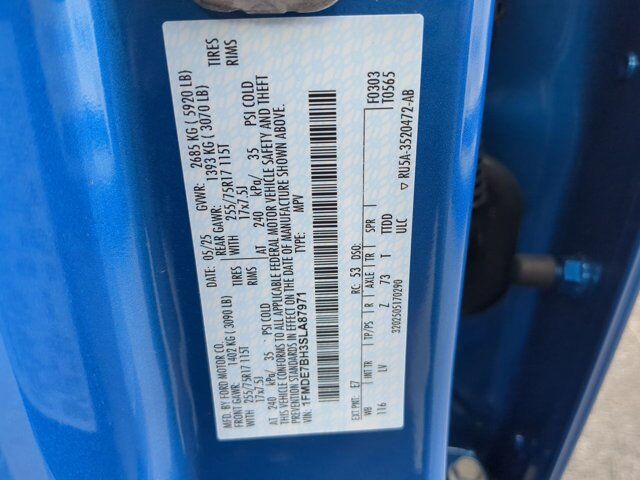 MFD. BY FORD MOTOR CO. 05/25 GVWR: 2685 KG ( 5920 LB)
FRONT GAWR: 1402 KG ( 3090 LB) REAR GAWR: 1393 KG ( 3070 LB)
255/75R17 115T TIRES WITH 255/75R17 115T TIRES
17x7.5J RIMS 17x7.5J RIMS
AT 240 kPa/ 35 PSI COLD AT 240 kPa/ 35 PSI COLD
THIS VEHICLE CONFORMS TO ALL APPLICABLE FEDERAL MOTOR VEHICLE SAFETY AND THEFT
PREVENTION STANDARDS IN EFFECT ON THE DATE OF MANUFACTURE SHOWN ABOVE.
VIN: 1FMDE7BH3SLA87971 TYPE: MPV
F0303
T0565
EXT PNT: E7 RC: 53 DSO:
WB INT TR TP/PS R AXLE TR SPR
116 LV Z 73 T TTDD
ULC
3202505170290 ▽ RU5A-3520472-AB